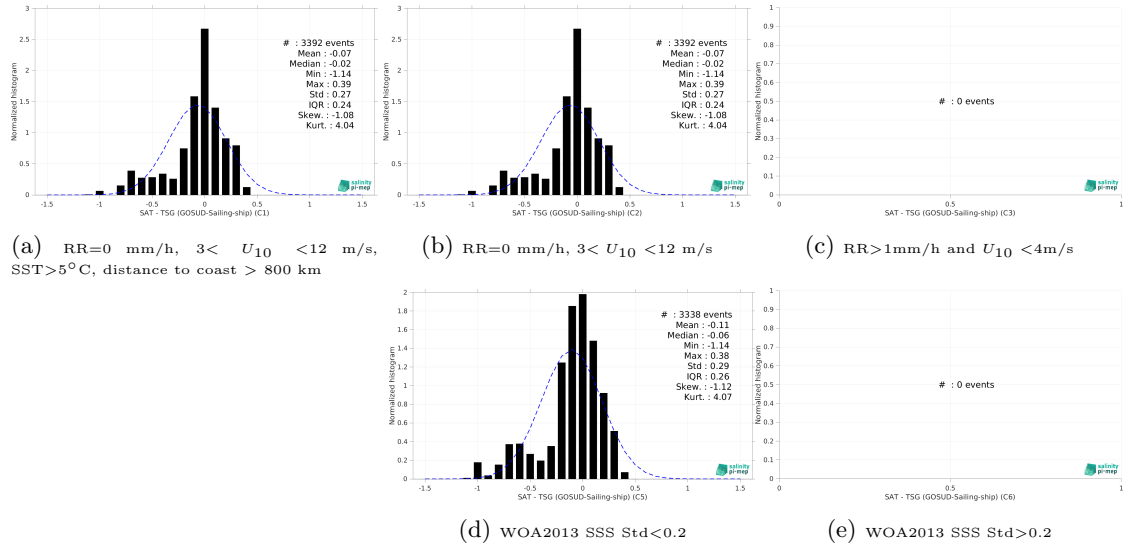 3
2.5
2
1.5
1
0.5
0
Normalized histogram
# : 3392 events
Mean : -0.07
Median : -0.02
Min : -1.14
Max : 0.39
Std : 0.27
IQR : 0.24
Skew. : -1.08
Kurt. : 4.04
salinity
pi-mep
-1.5 -1 -0.5 0 0.5 1 1.5
SAT - TSG (GOSUD-Sailing-ship) (C1)
(a) RR=0 mm/h, 3< U10 <12 m/s,
SST>5°C, distance to coast > 800 km
3
2.5
2
1.5
1
0.5
0
Normalized histogram
# : 3392 events
Mean : -0.07
Median : -0.02
Min : -1.14
Max : 0.39
Std : 0.27
IQR : 0.24
Skew. : -1.08
Kurt. : 4.04
salinity
pi-mep
-1.5 -1 -0.5 0 0.5 1 1.5
SAT - TSG (GOSUD-Sailing-ship) (C2)
(b) RR=0 mm/h, 3< U10 <12 m/s
1
0.9
0.8
0.7
0.6
0.5
0.4
0.3
0.2
0.1
0
Normalized histogram
# : 0 events
salinity
pi-mep
0 0.5 1
SAT - TSG (GOSUD-Sailing-ship) (C3)
(c) RR>1mm/h and U10 <4m/s
2
1.8
1.6
1.4
1.2
1
0.8
0.6
0.4
0.2
0
Normalized histogram
# : 3338 events
Mean : -0.11
Median : -0.06
Min : -1.14
Max : 0.38
Std : 0.29
IQR : 0.26
Skew. : -1.12
Kurt. : 4.07
salinity
pi-mep
-1.5 -1 -0.5 0 0.5 1 1.5
SAT - TSG (GOSUD-Sailing-ship) (C5)
(d) WOA2013 SSS Std<0.2
1
0.9
0.8
0.7
0.6
0.5
0.4
0.3
0.2
0.1
0
Normalized histogram
# : 0 events
salinity
pi-mep
0 0.5 1
SAT - TSG (GOSUD-Sailing-ship) (C6)
(e) WOA2013 SSS Std>0.2